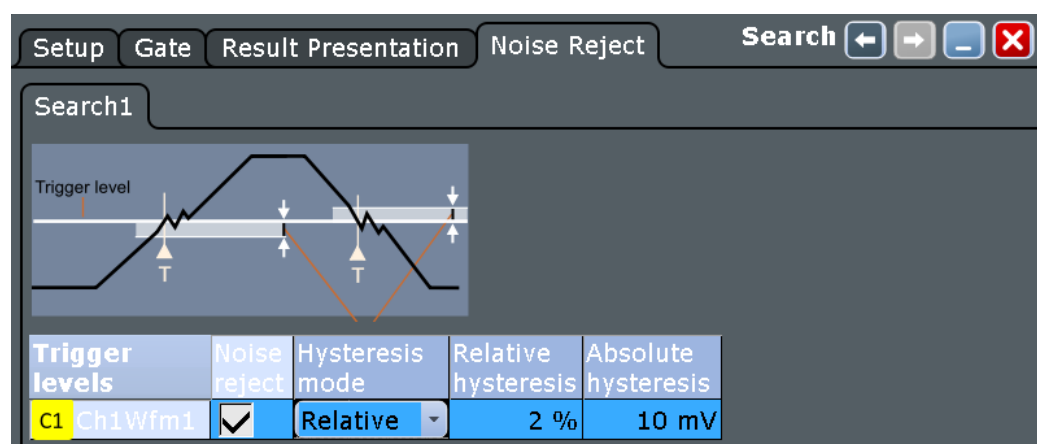 Setup Gate Result Presentation Noise Reject Search
Search1
Trigger level
T T
Trigger Noise Hysteresis Relative Absolute
levels reject mode hysteresis hysteresis
C1 Ch1Wfm1 Relative 2 % 10 mV